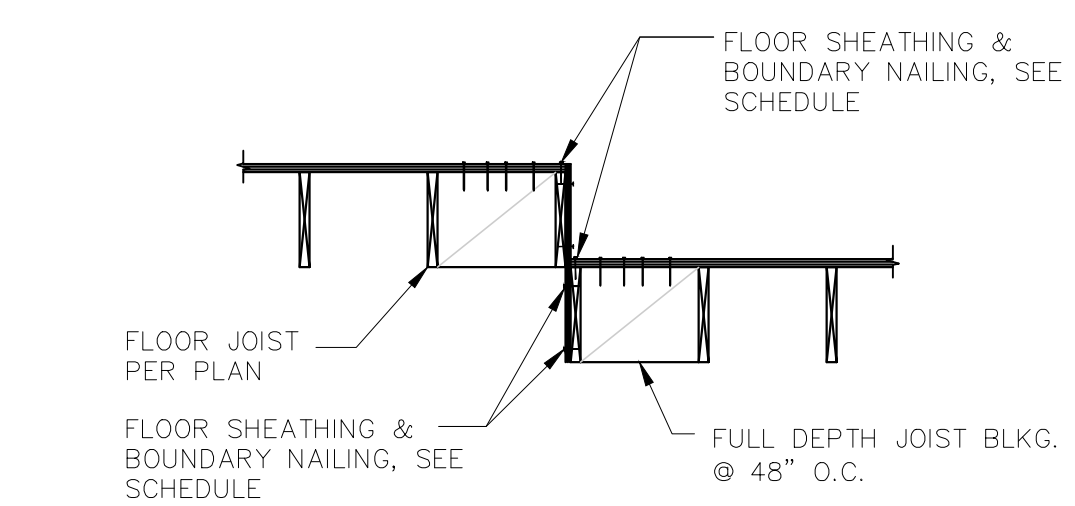 FLOOR SHEATHING &
BOUNDARY NAILING, SEE
SCHEDULE
FLOOR JOIST
PER PLAN
FLOOR SHEATHING &
BOUNDARY NAILING, SEE
SCHEDULE
FULL DEPTH JOIST BLKG.
@ 48" O.C.